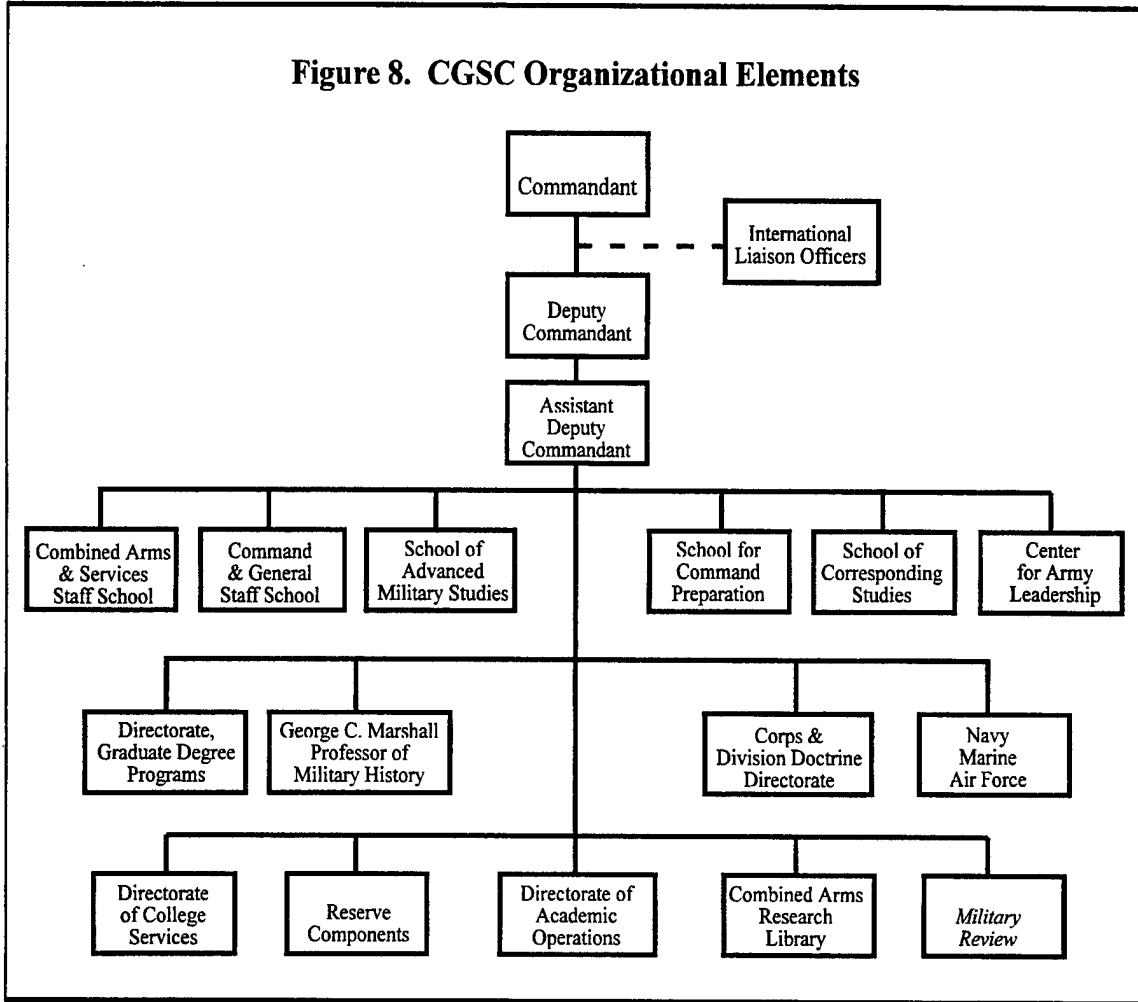 Figure 8. CGSC Organizational Elements
Commandant
International
Liaison Officers
Deputy
Commandant
Assistant
Deputy
Commandant
Combined Arms
& Services
Staff School
Command
& General
Staff School
School of
Advanced
Military Studies
School for
Command
Preparation
School of
Corresponding
Studies
Center
for Army
Leadership
Directorate,
Graduate Degree
Programs
George C. Marshall
Professor of
Military History
Corps &
Division Doctrine
Directorate
Navy
Marine
Air Force
Directorate
of College
Services
Reserve
Components
Directorate of
Academic
Operations
Combined Arms
Research
Library
Military
Review